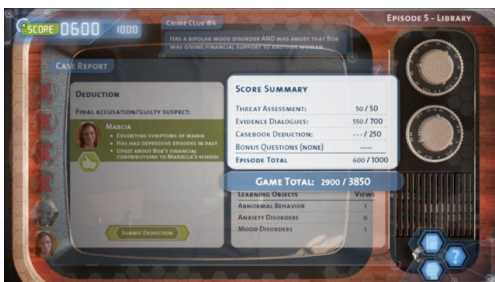 EPISODE 5 - LIBRARY
SCORE 0600 / 1000
CRIME CLUE #4
HAS A BIPOLAR MOOD DISORDER AND WAS ANGRY THAT BOB
WAS GIVING FINANCIAL SUPPORT TO ANOTHER WOMAN
CASE REPORT
DEDUCTION
FINAL ACCUSATION/GUILTY SUSPECT:
MARCIA
• EXHIBITING SYMPTOMS OF MANIA
• HAS HAD DEPRESSIVE EPISODES IN PAST
• UPSET ABOUT BOB'S FINANCIAL
CONTRIBUTIONS TO MARIELLA'S SCHOOL
SUBMIT DEDUCTION
SCORE SUMMARY
THREAT ASSESSMENT: 50 / 50
EVIDENCE DIALOGUES: 550 / 700
CASEBOOK DEDUCTION: --- / 250
BONUS QUESTIONS (NONE) -----
EPISODE TOTAL 600 / 1000
GAME TOTAL: 2900 / 3850
LEARNING OBJECTS VIEWS
ABNORMAL BEHAVIOR 1
ANXIETY DISORDERS 0
MOOD DISORDERS 1
?